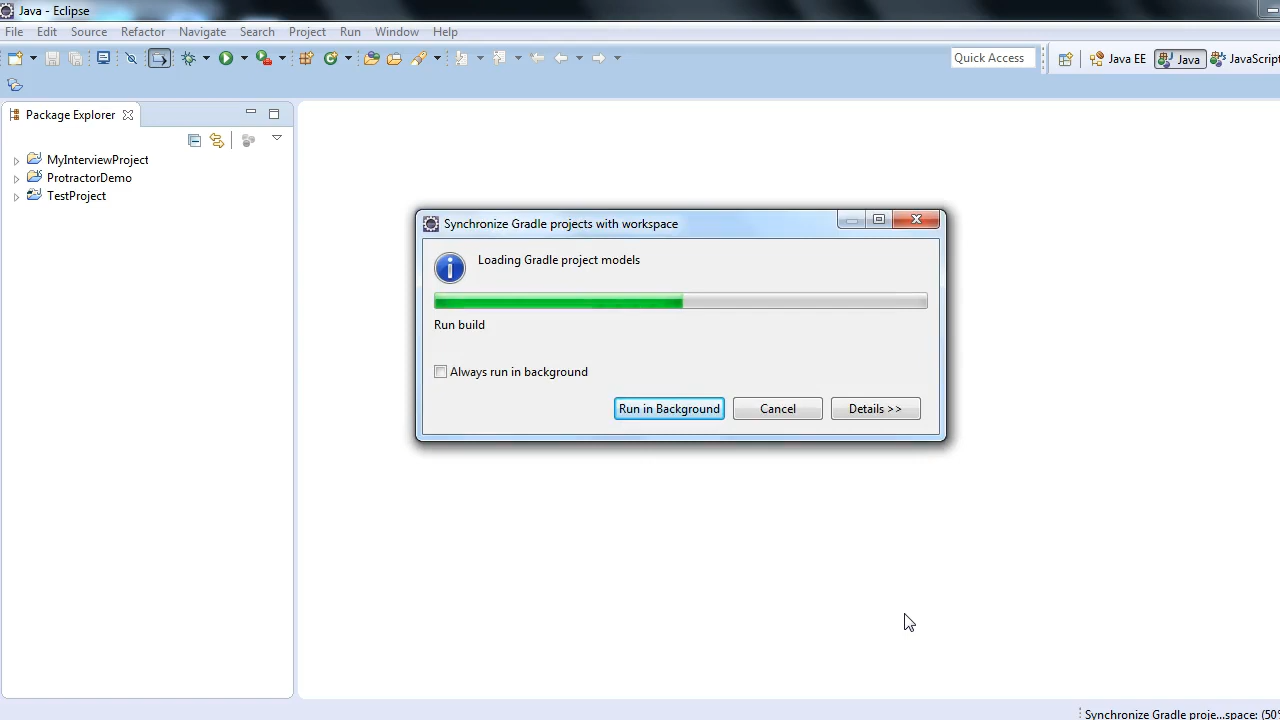 Java - Eclipse
File Edit Source Refactor Navigate Search Project Run Window Help
Quick Access
Java EE
Java
JavaScript
Package Explorer
MyInterviewProject
ProtractorDemo
TestProject
Synchronize Gradle projects with workspace
Loading Gradle project models
Run build
Always run in background
Run in Background
Cancel
Details >>
Synchronize Gradle proje...space: (50%